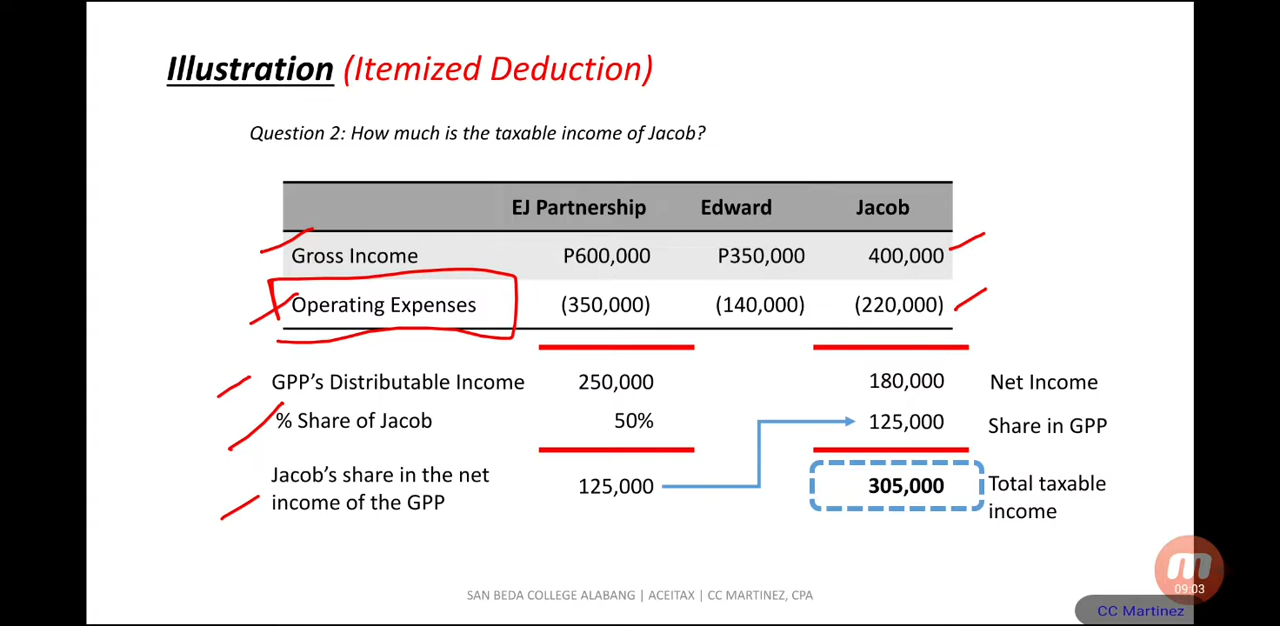 Illustration (Itemized Deduction)
Question 2: How much is the taxable income of Jacob?
EJ Partnership Edward Jacob
Gross Income P600,000 P350,000 400,000
Operating Expenses (350,000) (140,000) (220,000)
GPP's Distributable Income 250,000 180,000 Net Income
% Share of Jacob 50% 125,000 Share in GPP
Jacob's share in the net
income of the GPP 125,000 305,000 Total taxable
income
SAN BEDA COLLEGE ALABANG | ACEITAX | CC MARTINEZ, CPA
09:03
CC Martinez